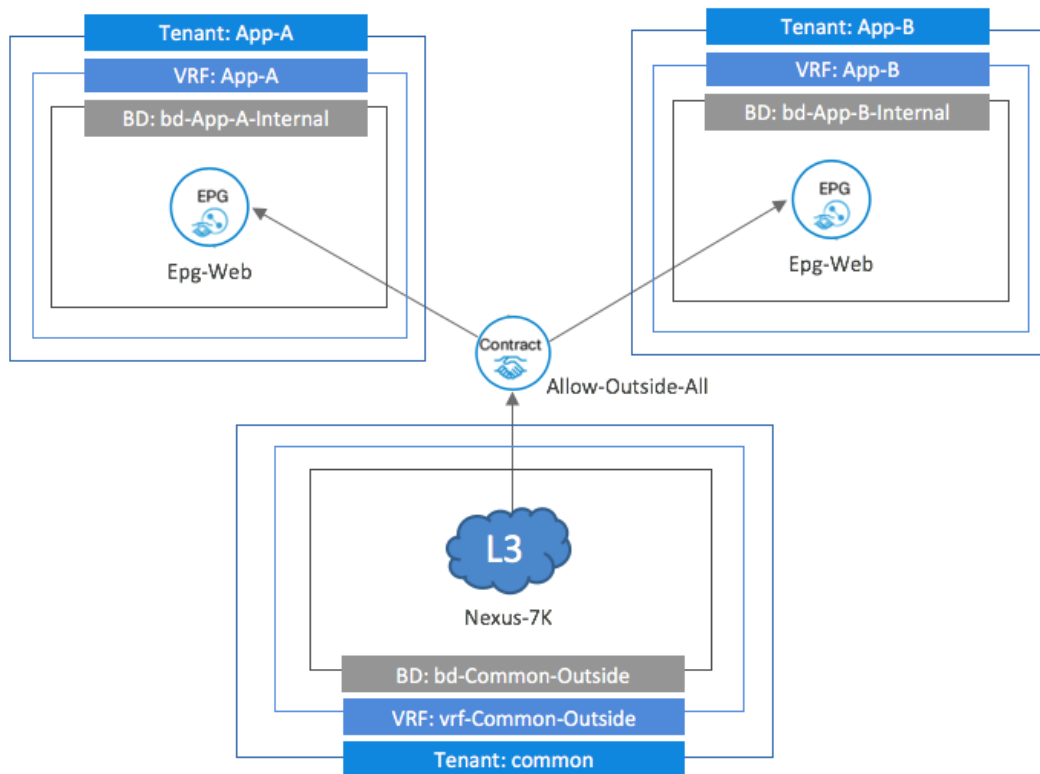 Tenant: App-A
VRF: App-A
BD: bd-App-A-Internal
EPG
Epg-Web
Tenant: App-B
VRF: App-B
BD: bd-App-B-Internal
EPG
Epg-Web
Contract
Allow-Outside-All
L3
Nexus-7K
BD: bd-Common-Outside
VRF: vrf-Common-Outside
Tenant: common